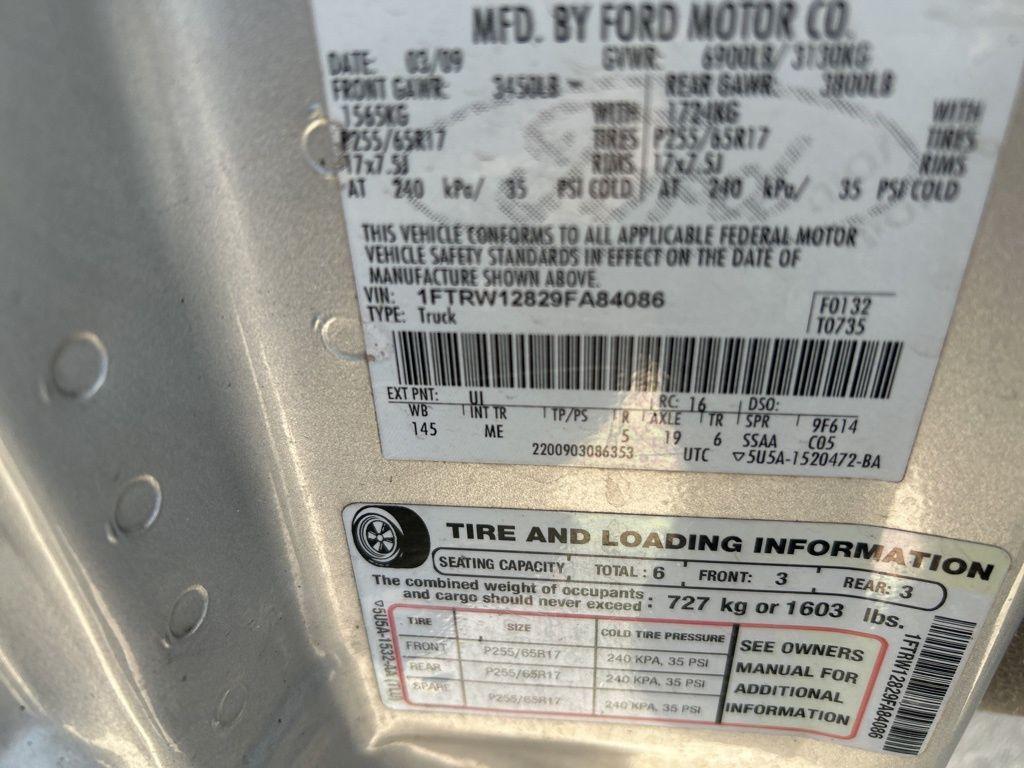 MFD. BY FORD MOTOR CO.
DATE: 03/09 GVWR: 6900LB/ 3130KG
FRONT GAWR: 3450LB REAR GAWR: 3800LB
1565KG WITH 1724KG WITH
P255/65R17 TIRES P255/65R17 TIRES
17x7.5J RIMS 17x7.5J RIMS
AT 240 kPa/ 35 PSI COLD AT 240 kPa/ 35 PSI COLD
THIS VEHICLE CONFORMS TO ALL APPLICABLE FEDERAL MOTOR
VEHICLE SAFETY STANDARDS IN EFFECT ON THE DATE OF
MANUFACTURE SHOWN ABOVE.
VIN: 1FTRW12829FA84086
TYPE: Truck
F0132
T0735
EXT PNT: UI RC: 16 DSO:
WB INT TR TP/PS R AXLE TR SPR 9F614
145 ME 5 19 6 SSAA C05
2200903086353 UTC ▽5U5A-1520472-BA
TIRE AND LOADING INFORMATION
SEATING CAPACITY TOTAL: 6 FRONT: 3 REAR: 3
The combined weight of occupants
and cargo should never exceed: 727 kg or 1603 lbs.
TIRE SIZE COLD TIRE PRESSURE
FRONT P255/65R17 240 KPA, 35 PSI
REAR P255/65R17 240 KPA, 35 PSI
SPARE P255/65R17 240 KPA, 35 PSI
SEE OWNERS
MANUAL FOR
ADDITIONAL
INFORMATION
1FTRW12829FA84086